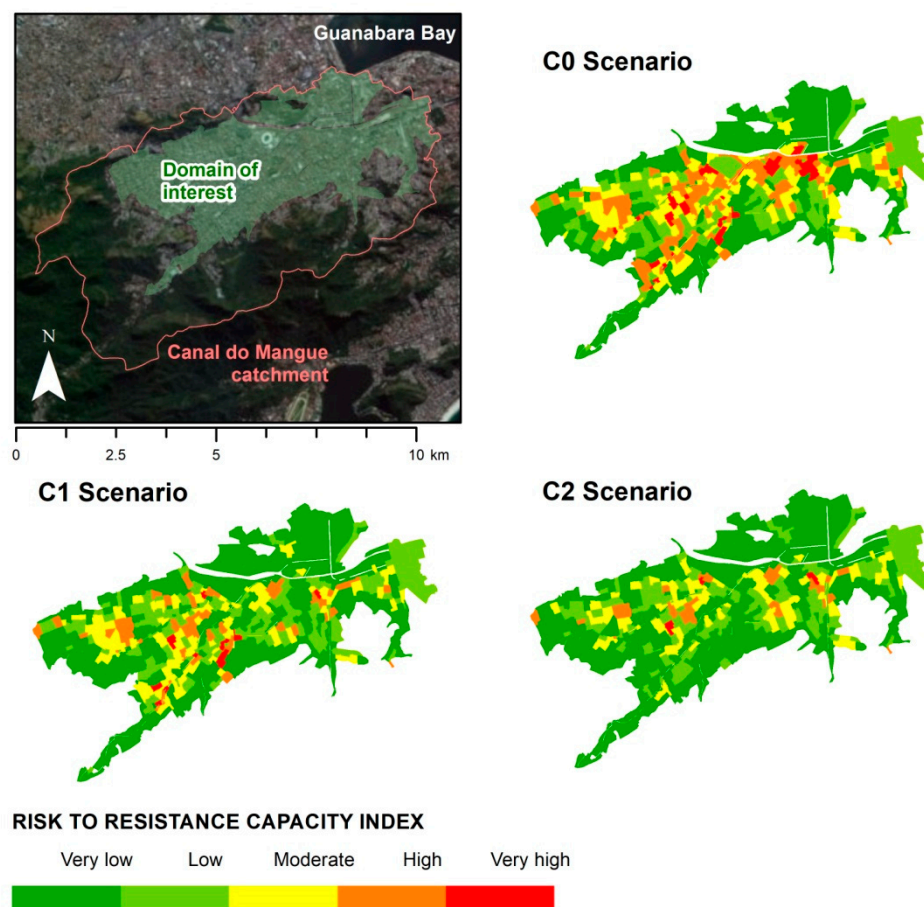 Guanabara Bay
Domain of
interest
N
Canal do Mangue
catchment
0 2.5 5 10 km
C0 Scenario
C1 Scenario
C2 Scenario
RISK TO RESISTANCE CAPACITY INDEX
Very low Low Moderate High Very high